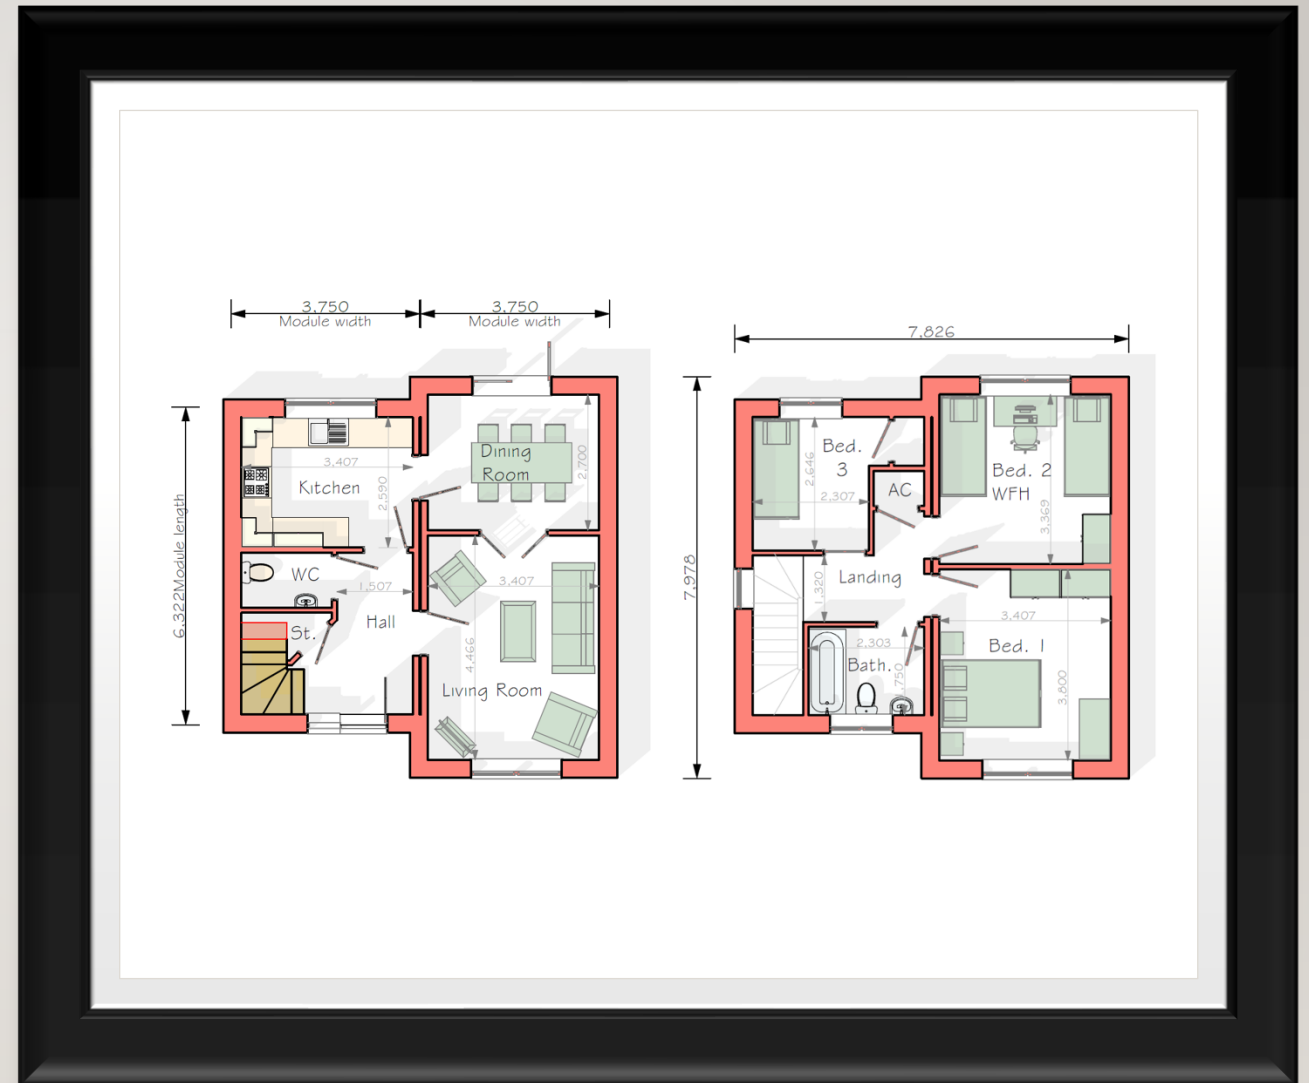 3,750
Module width
3,750
Module width
7,826
6,322 Module length
7,978
3,407
Kitchen
2,590
Dining
Room
2,700
WC
1,507
St.
Hall
3,407
4,466
Living Room
Bed.
3
2,646
2,307
AC
Bed. 2
WFH
3,369
Landing
1,320
2,303
Bath.
1,750
3,407
Bed. 1
3,800